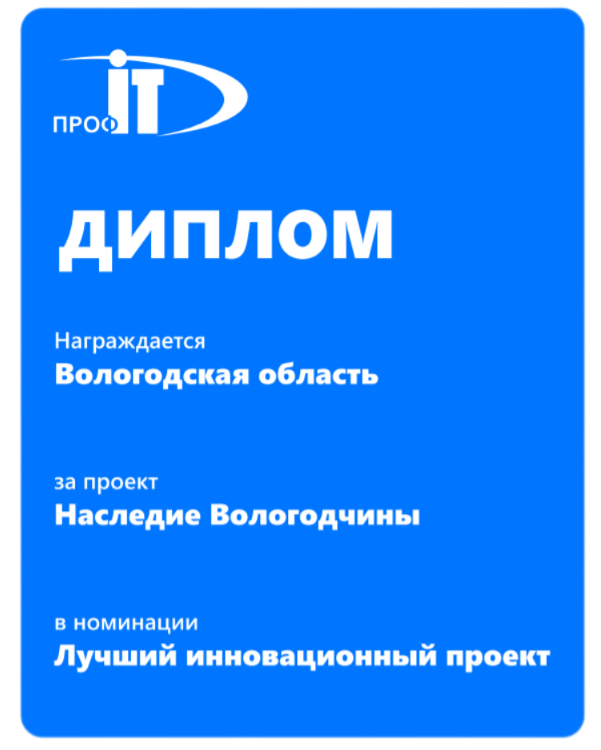 ПРОФ IT
ДИПЛОМ
Награждается
Вологодская область
за проект
Наследие Вологодчины
в номинации
Лучший инновационный проект